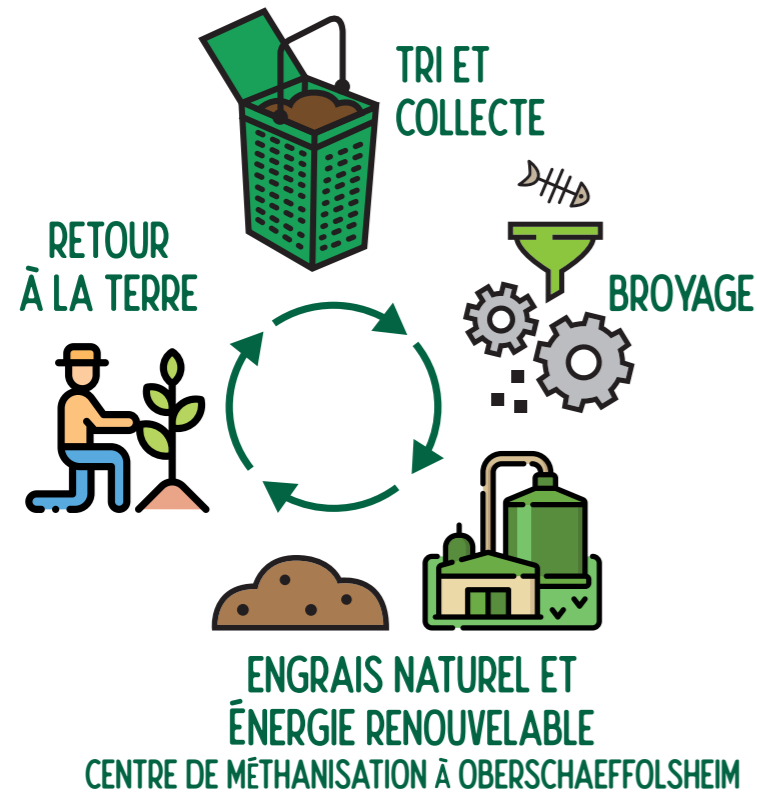 TRI ET
COLLECTE
RETOUR
À LA TERRE
BROYAGE
ENGRAIS NATUREL ET
ÉNERGIE RENOUVELABLE
CENTRE DE MÉTHANISATION À OBERSCHAEFFOLSHEIM